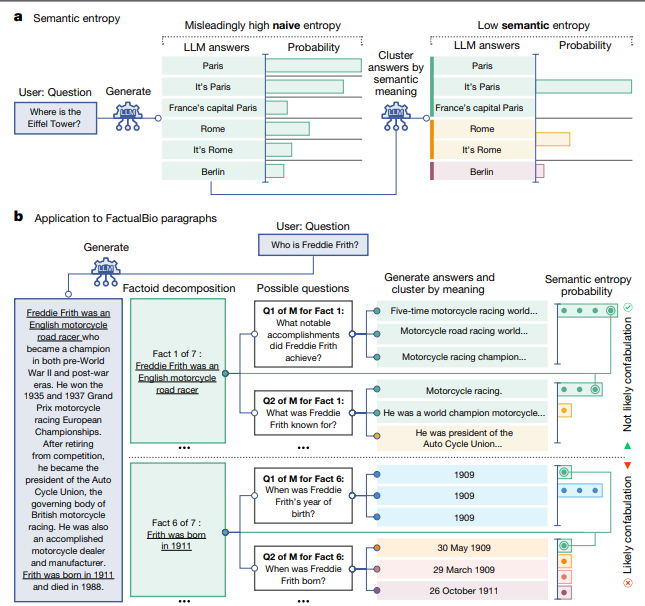 a Semantic entropy
Misleadingly high naive entropy
Low semantic entropy
LLM answers
Probability
Cluster
answers by
semantic
meaning
LLM answers
Probability
User: Question
Where is the
Eiffel Tower?
Generate
LLM
Paris
It's Paris
France's capital Paris
Rome
It's Rome
Berlin
LLM
Paris
It's Paris
France's capital Paris
Rome
It's Rome
Berlin
b Application to FactualBio paragraphs
User: Question
Who is Freddie Frith?
Generate
LLM
Factoid decomposition
Possible questions
Generate answers and
cluster by meaning
Semantic entropy
probability
Freddie Frith was an
English motorcycle
road racer who
became a champion
in both pre-World
War II and post-war
eras. He won the
1935 and 1937 Grand
Prix motorcycle
racing European
Championships.
After retiring
from competition,
he became the
president of the Auto
Cycle Union, the
governing body of
British motorcycle
racing. He was also
an accomplished
motorcycle dealer
and manufacturer.
Frith was born in 1911
and died in 1988.
Fact 1 of 7 :
Freddie Frith was an
English motorcycle
road racer
...
Q1 of M for Fact 1:
What notable
accomplishments
did Freddie Frith
achieve?
Five-time motorcycle racing world...
Motorcycle road racing world...
Motorcycle racing champion...
Q2 of M for Fact 1:
What was Freddie
Frith known for?
...
Motorcycle racing.
He was a world champion motorcycle...
He was president of the
Auto Cycle Union...
Not likely confabulation
Fact 6 of 7 :
Frith was born
in 1911
...
Q1 of M for Fact 6:
When was Freddie
Frith's year of
birth?
1909
1909
1909
Q2 of M for Fact 6:
When was Freddie
Frith born?
...
30 May 1909
29 March 1909
26 October 1911
Likely confabulation